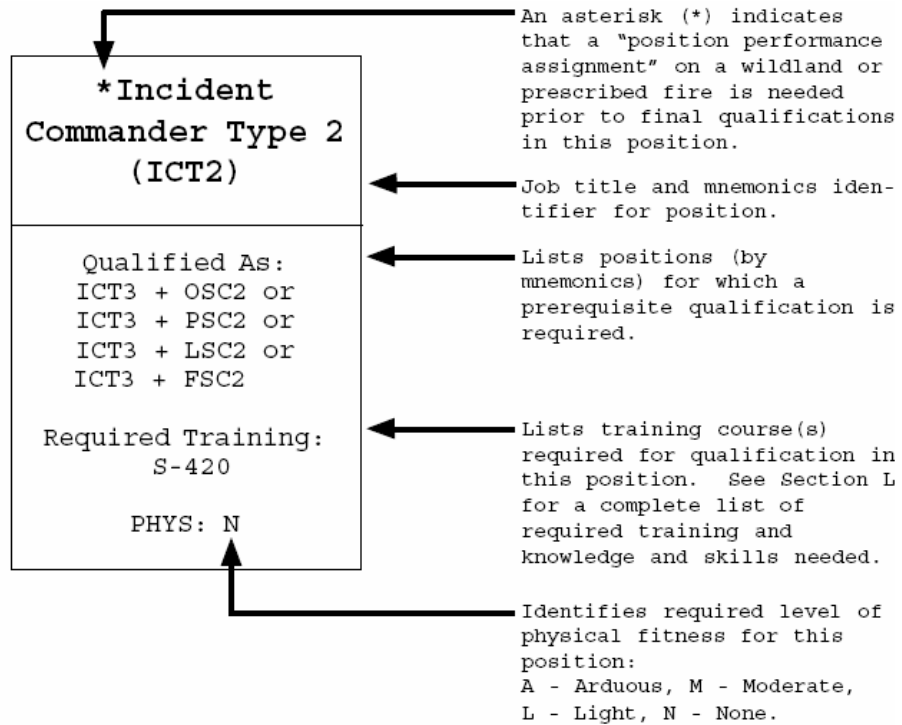 *Incident
Commander Type 2
(ICT2)
Qualified As:
ICT3 + OSC2 or
ICT3 + PSC2 or
ICT3 + LSC2 or
ICT3 + FSC2
Required Training:
S-420
PHYS: N
An asterisk (*) indicates
that a “position performance
assignment” on a wildland or
prescribed fire is needed
prior to final qualifications
in this position.
Job title and mnemonics iden-
tifier for position.
Lists positions (by
mnemonics) for which a
prerequisite qualification is
required.
Lists training course(s)
required for qualification in
this position.  See Section L
for a complete list of
required training and
knowledge and skills needed.
Identifies required level of
physical fitness for this
position:
A - Arduous, M - Moderate,
L - Light, N - None.